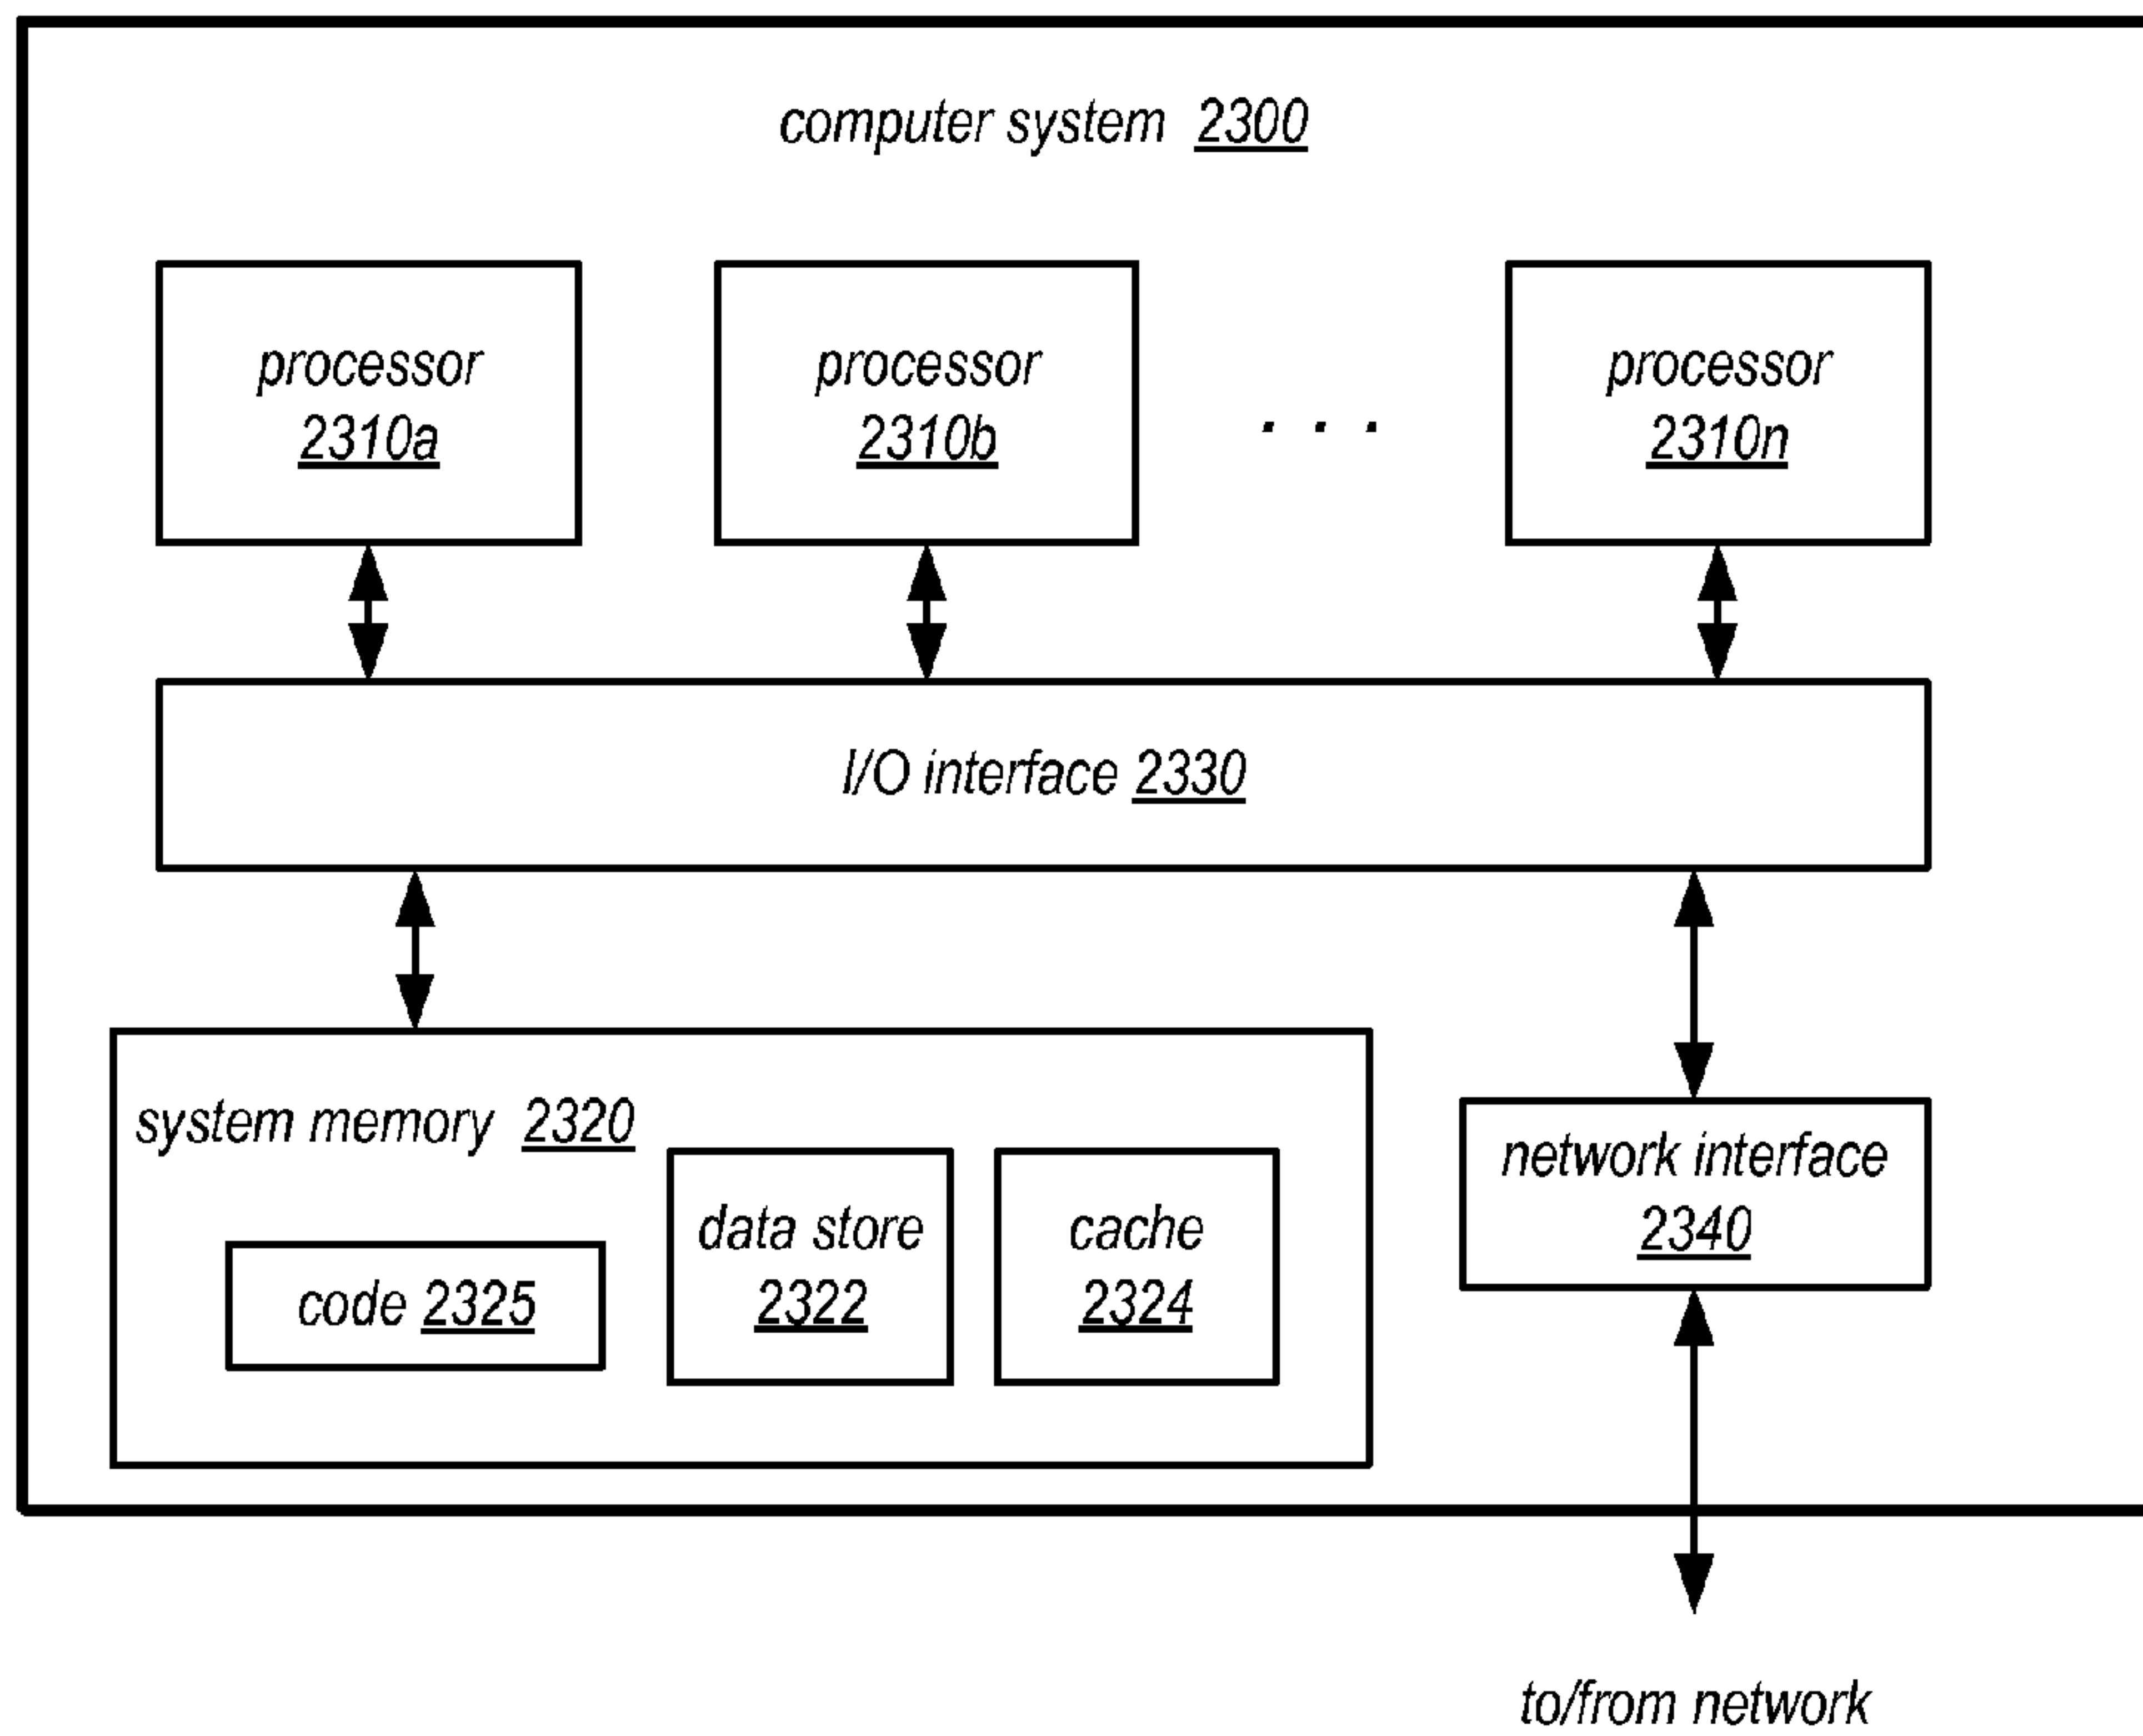 computer system 2300
processor
2310a
processor
2310b
. . .
processor
2310n
I/O interface 2330
system memory 2320
code 2325
data store
2322
cache
2324
network interface
2340
to/from network